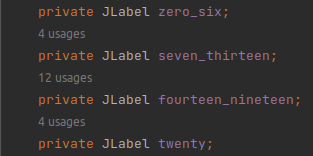 private JLabel zero_six;
4 usages
private JLabel seven_thirteen;
12 usages
private JLabel fourteen_nineteen;
4 usages
private JLabel twenty;